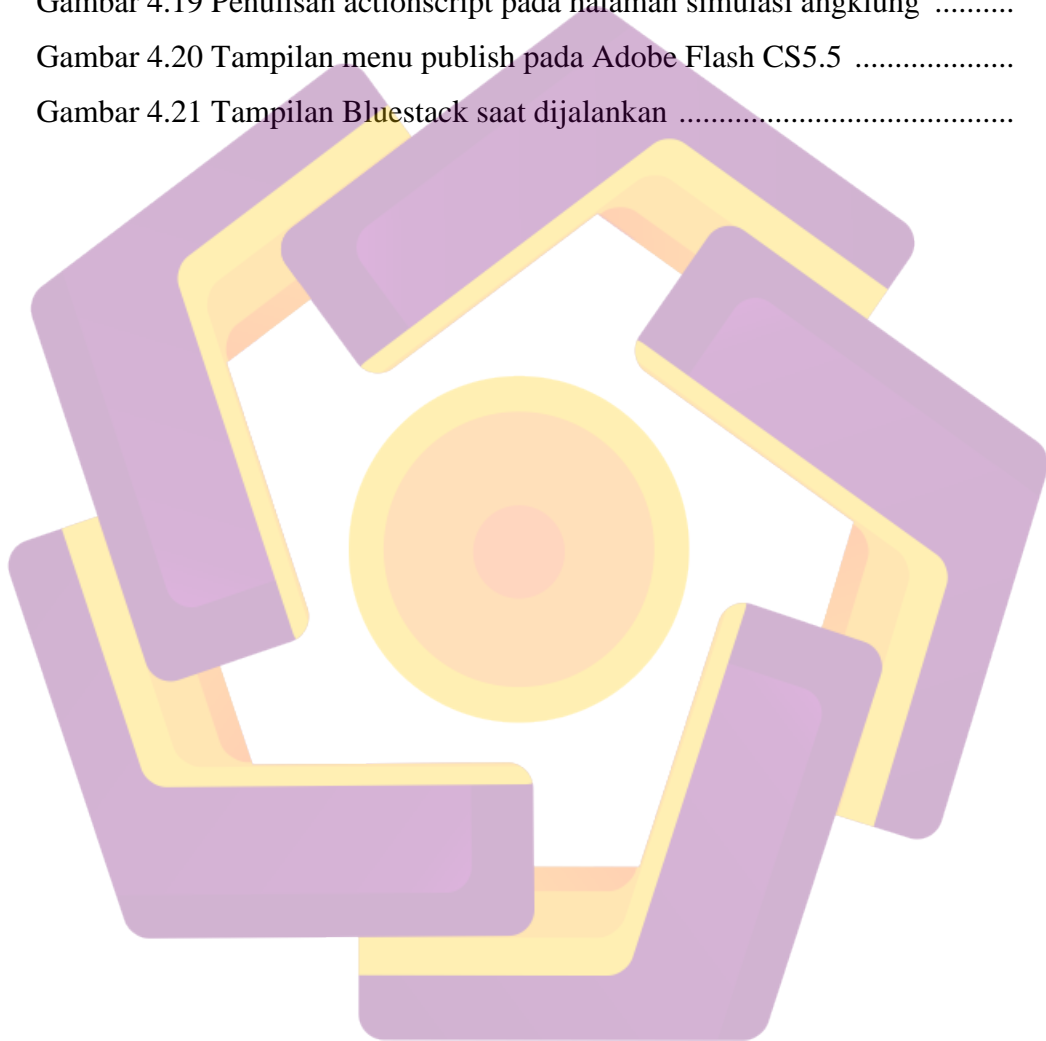 Gambar 4.19 Penulisan actionscript pada halaman simulasi angklung ..........
Gambar 4.20 Tampilan menu publish pada Adobe Flash CS5.5 ...................
Gambar 4.21 Tampilan Bluestack saat dijalankan ........................................